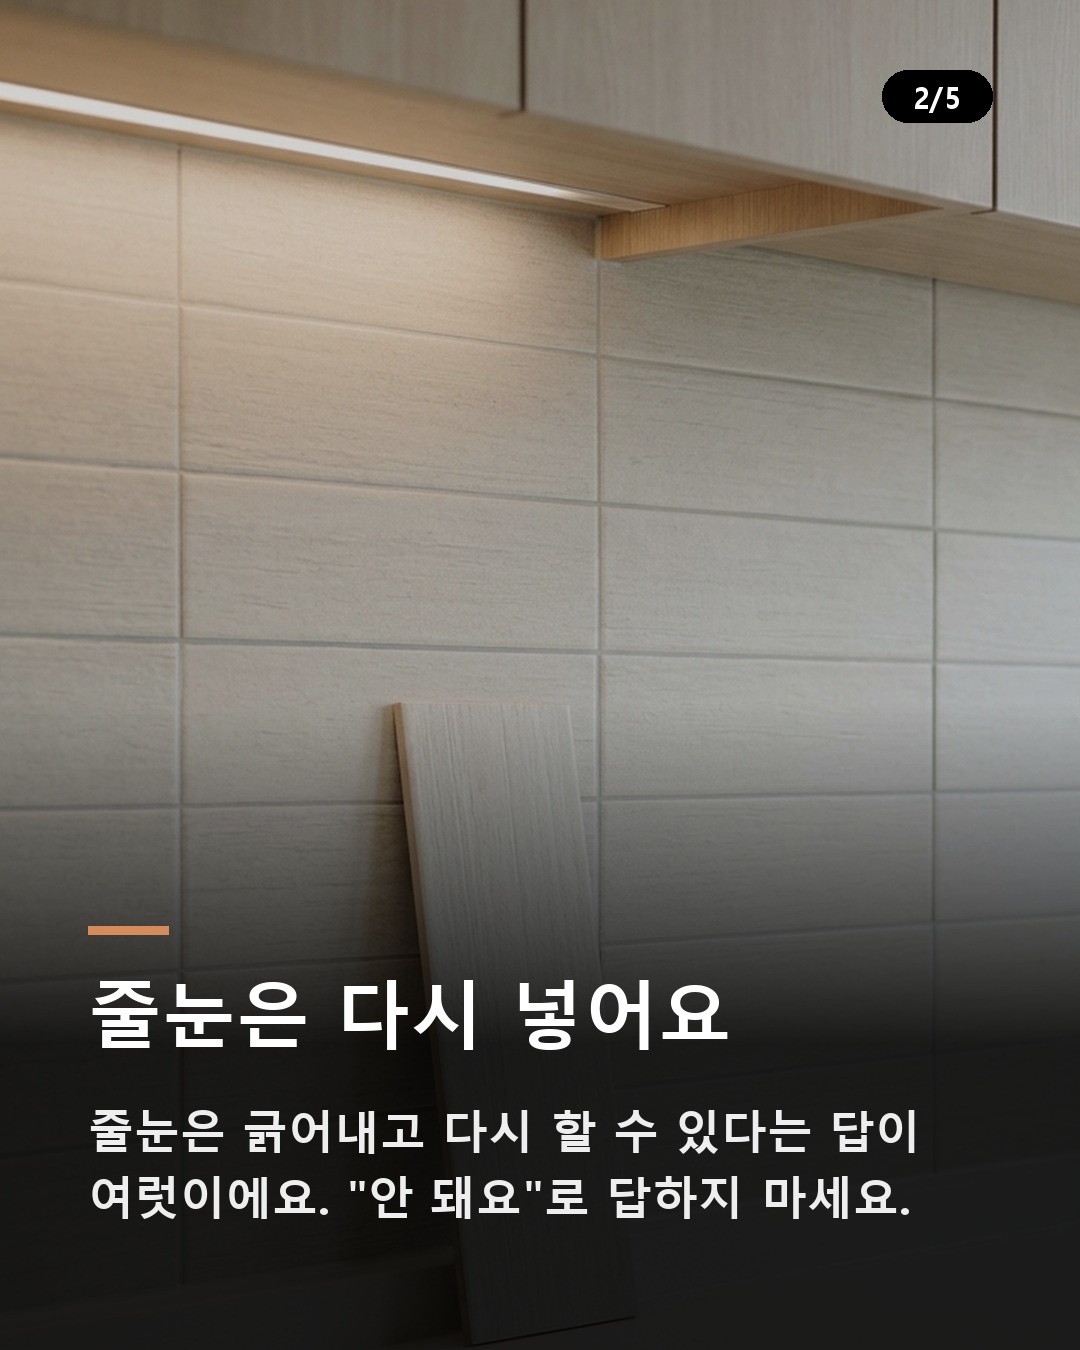 2/5
줄눈은 다시 넣어요
줄눈은 긁어내고 다시 할 수 있다는 답이
여럿이에요. "안 돼요"로 답하지 마세요.